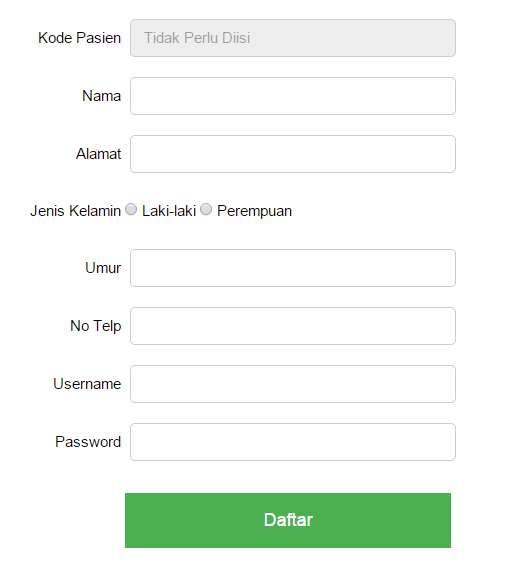 Kode Pasien Tidak Perlu Diisi
Nama
Alamat
Jenis Kelamin Laki-laki Perempuan
Umur
No Telp
Username
Password
Daftar